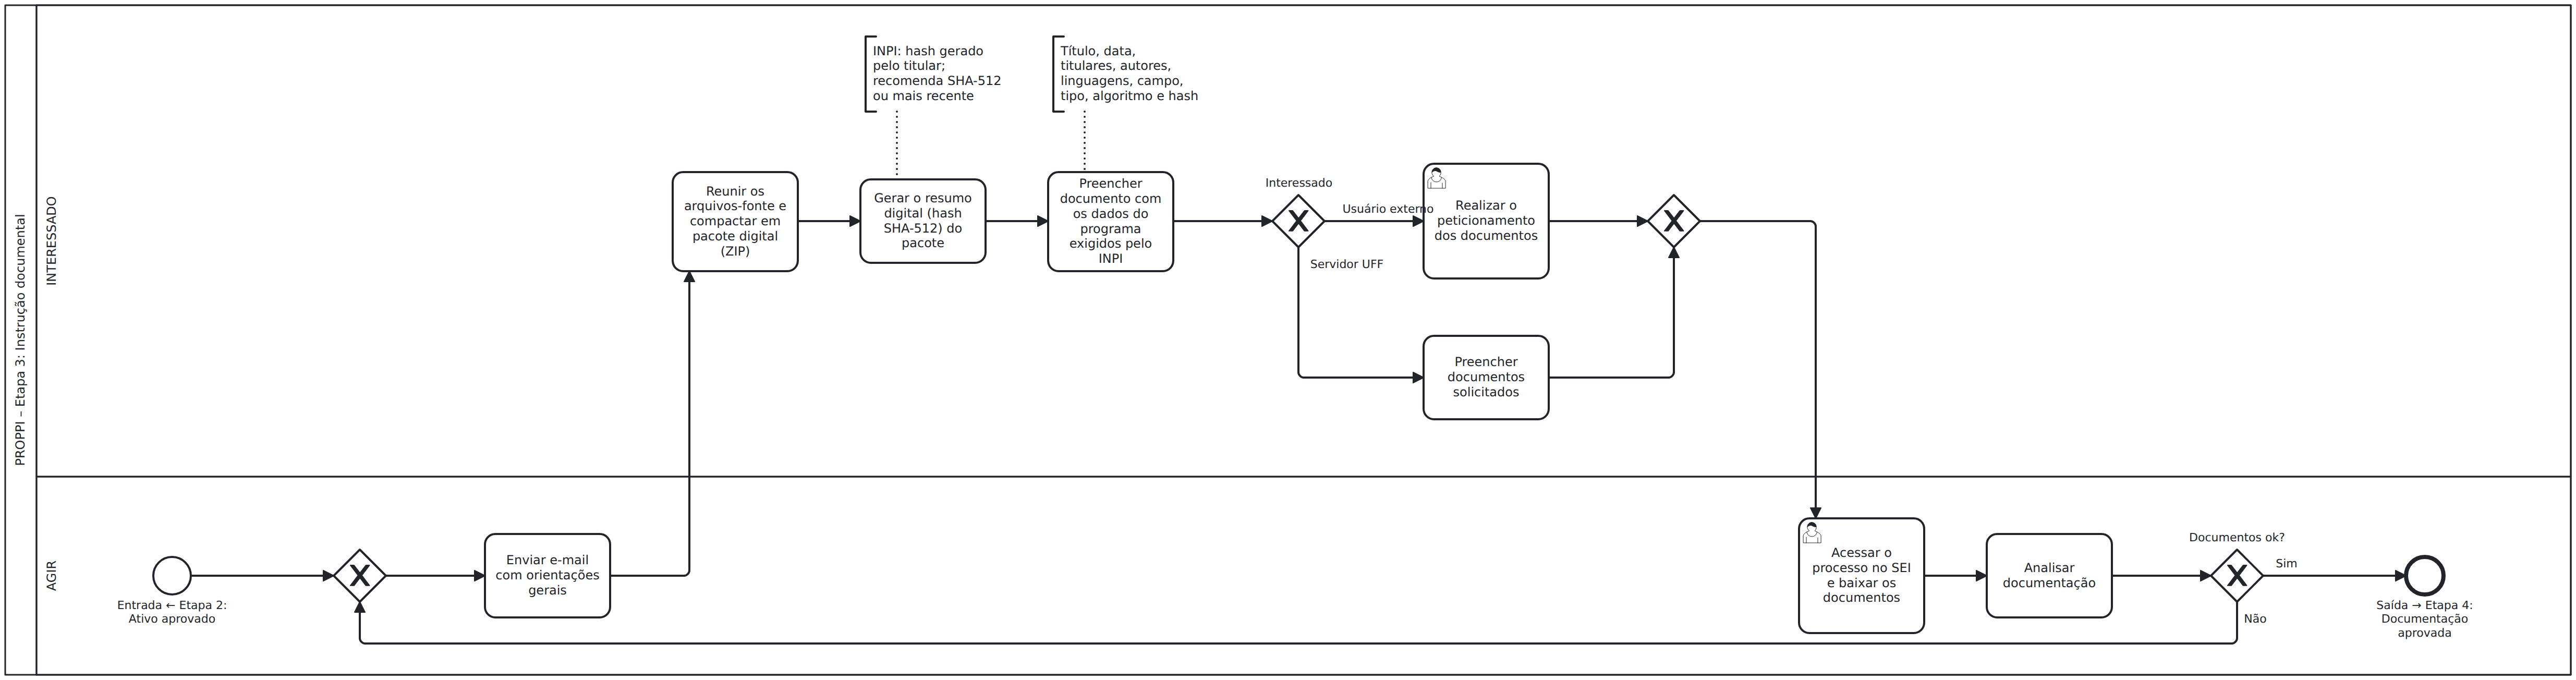 PROPPI – Etapa 3: Instrução documental
INTERESSADO
INPI: hash gerado
pelo titular;
recomenda SHA-512
ou mais recente
Título, data,
titulares, autores,
linguagens, campo,
tipo, algoritmo e hash
Reunir os
arquivos-fonte e
compactar em
pacote digital
(ZIP)
Gerar o resumo
digital (hash
SHA-512) do
pacote
Preencher
documento com
os dados do
programa
exigidos pelo
INPI
Interessado
Usuário externo
Servidor UFF
Realizar o
peticionamento
dos documentos
Preencher
documentos
solicitados
AGIR
Entrada ← Etapa 2:
Ativo aprovado
Enviar e-mail
com orientações
gerais
Acessar o
processo no SEI
e baixar os
documentos
Analisar
documentação
Documentos ok?
Sim
Não
Saída → Etapa 4:
Documentação
aprovada